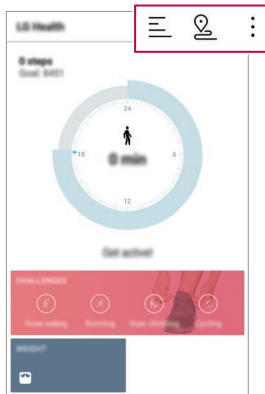 LG Health
0 steps
Goal: 8451
24
18
6
0 min
12
Get active!
CHALLENGES
Power walking
Running
Stair climbing
Cycling
WEIGHT